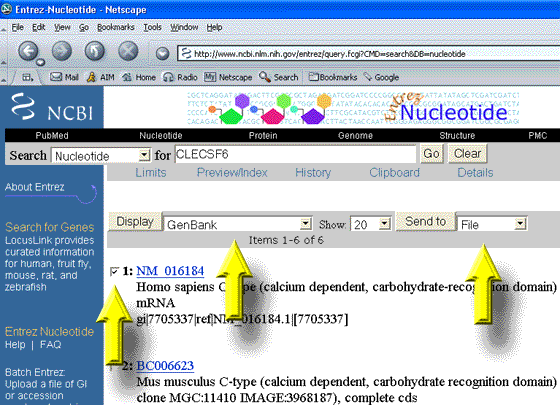 Entrez-Nucleotide - Netscape
File Edit View Go Bookmarks Tools Window Help
http://www.ncbi.nlm.nih.gov/entrez/query.fcgi?CMD=search&DB=nucleotide
Mail AIM Home Radio Netscape Search Bookmarks Google
NCBI
Entrez Nucleotide
PubMed Nucleotide Protein Genome Structure PMC
Search Nucleotide for CLECSF6 Go Clear
Limits Preview/Index History Clipboard Details
About Entrez
Display GenBank Show: 20 Send to File
Items 1-6 of 6
Search for Genes
LocusLink provides
curated information
for human, fruit fly,
mouse, rat, and
zebrafish
1: NM_016184
Homo sapiens C-type (calcium dependent, carbohydrate-recognition domain)
mRNA
gi|7705337|ref|NM_016184.1|[7705337]
Entrez Nucleotide
Help | FAQ
2: BC006623
Mus musculus C-type (calcium dependent, carbohydrate recognition domain)
clone MGC:11410 IMAGE:3968187), complete cds
Batch Entrez:
Upload a file of GI
or accession